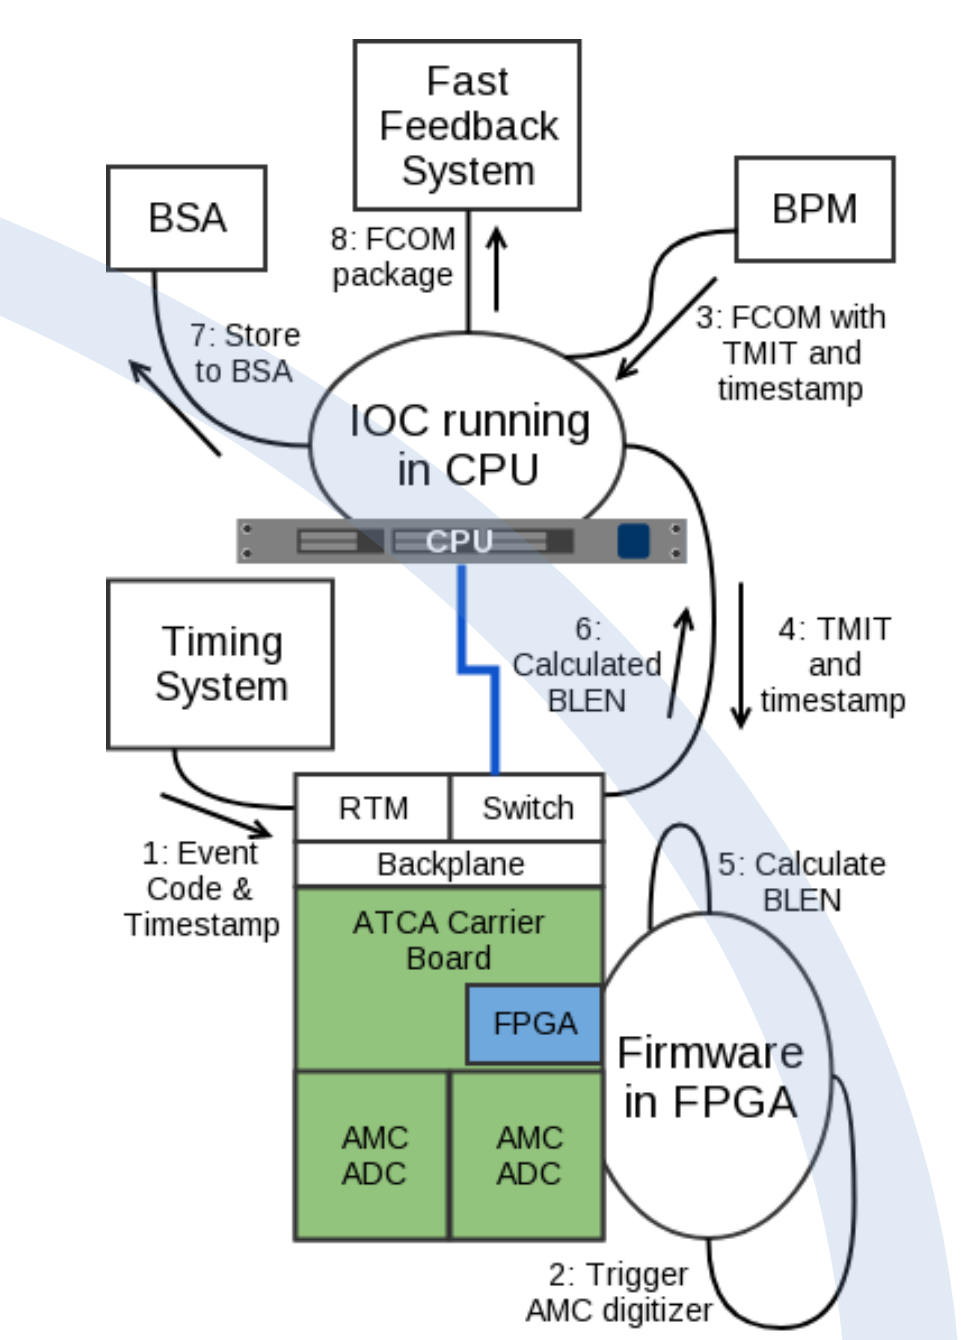 Fast
Feedback
System
BSA
BPM
8: FCOM
package
7: Store
to BSA
3: FCOM with
TMIT and
timestamp
IOC running
in CPU
CPU
Timing
System
6:
Calculated
BLEN
4: TMIT
and
timestamp
RTM
Switch
1: Event
Code &
Timestamp
Backplane
5: Calculate
BLEN
ATCA Carrier
Board
FPGA
Firmware
in FPGA
AMC
ADC
AMC
ADC
2: Trigger
AMC digitizer